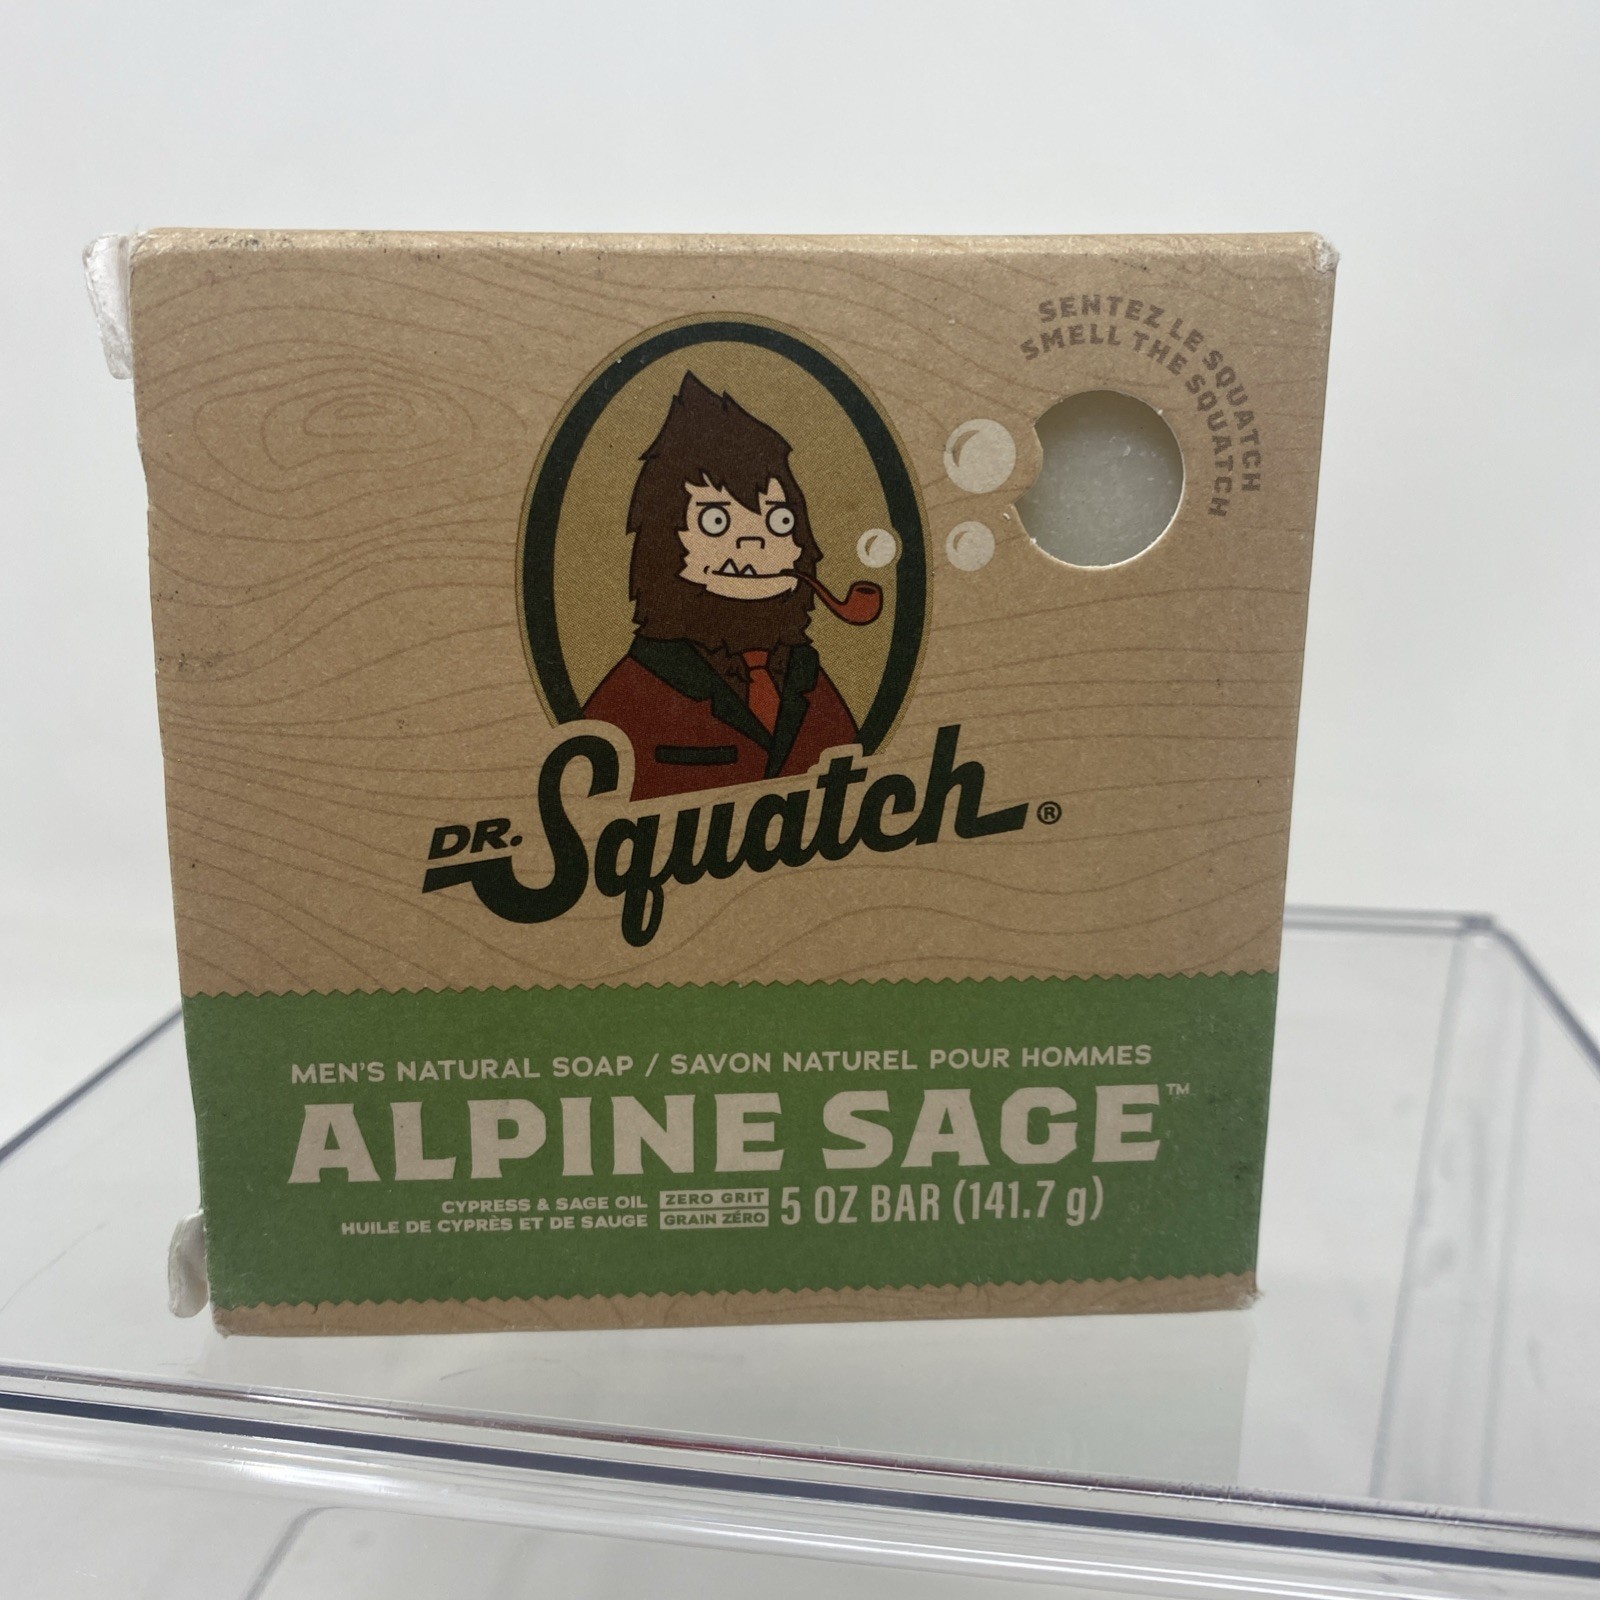 SENTEZ LE SQUATCH
SMELL THE SQUATCH
DR. Squatch®
MEN'S NATURAL SOAP / SAVON NATUREL POUR HOMMES
ALPINE SAGE™
CYPRESS & SAGE OIL ZERO GRIT
HUILE DE CYPRÈS ET DE SAUGE GRAIN ZÉRO
5 OZ BAR (141.7 g)